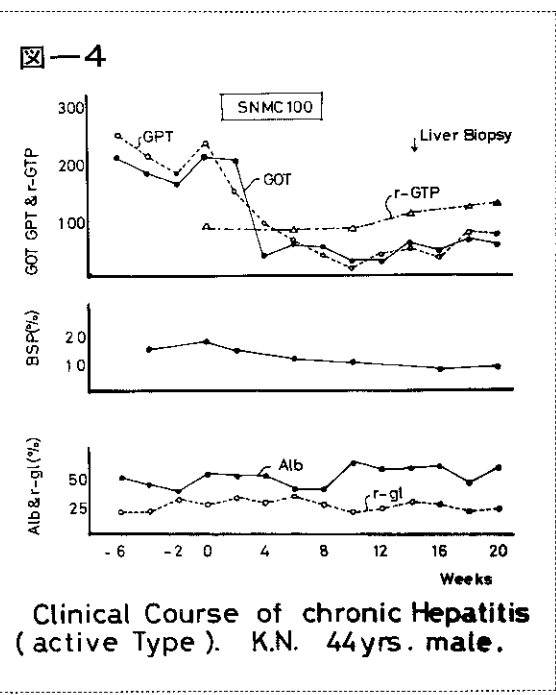 図―4
300
SNMC100
GPT
↓Liver Biopsy
200
GOT
r-GTP
100
GOT GPT & r-GTP
BSP(%)
20
10
Alb & r-gl(%)
Alb
50
r-gl
25
-6 -2 0 4 8 12 16 20
Weeks
Clinical Course of chronic Hepatitis
(active Type). K.N. 44yrs. male.